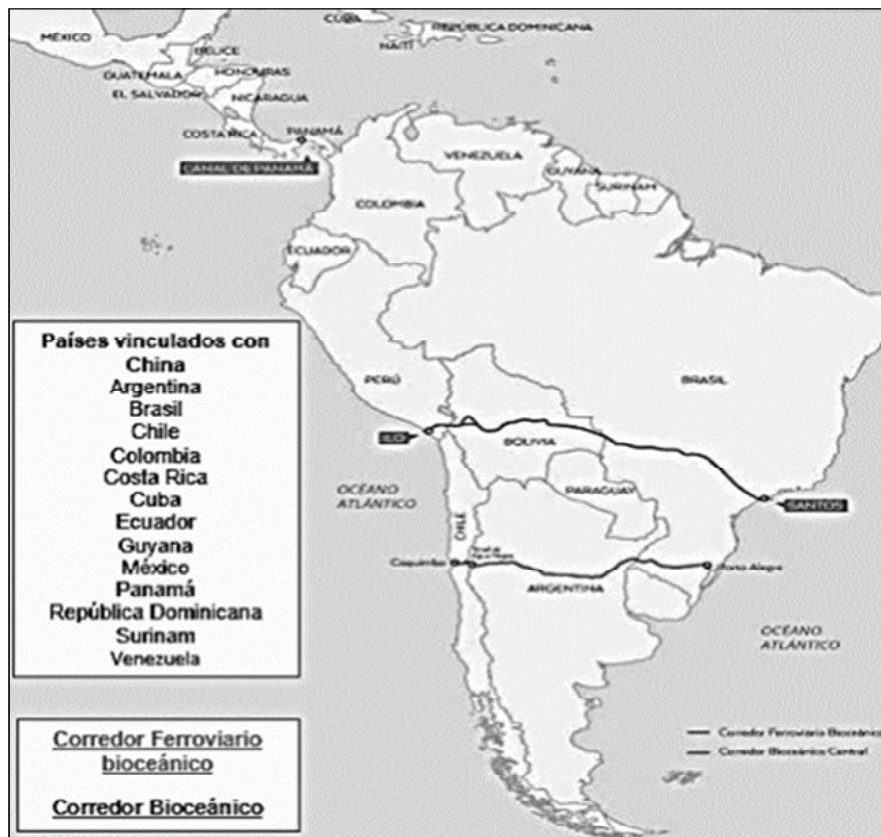 CUBA
REPÚBLICA DOMINICANA
MÉXICO
HAITÍ
BELICE
GUATEMALA
HONDURAS
EL SALVADOR
NICARAGUA
COSTA RICA
PANAMÁ
CANAL DE PANAMÁ
VENEZUELA
GUYANA
SURINAM
COLOMBIA
ECUADOR
Países vinculados con
China
Argentina
Brasil
Chile
Colombia
Costa Rica
Cuba
Ecuador
Guyana
México
Panamá
República Dominicana
Surinam
Venezuela
PERÚ
BRASIL
ILO
BOLIVIA
OCÉANO
ATLÁNTICO
PARAGUAY
SANTOS
CHILE
Coquimbo
Porto Alegre
ARGENTINA
OCÉANO
ATLÁNTICO
Corredor Ferroviario
bioceánico
Corredor Bioceánico
Corredor Ferroviario Bioceánico
Corredor Bioceánico Central